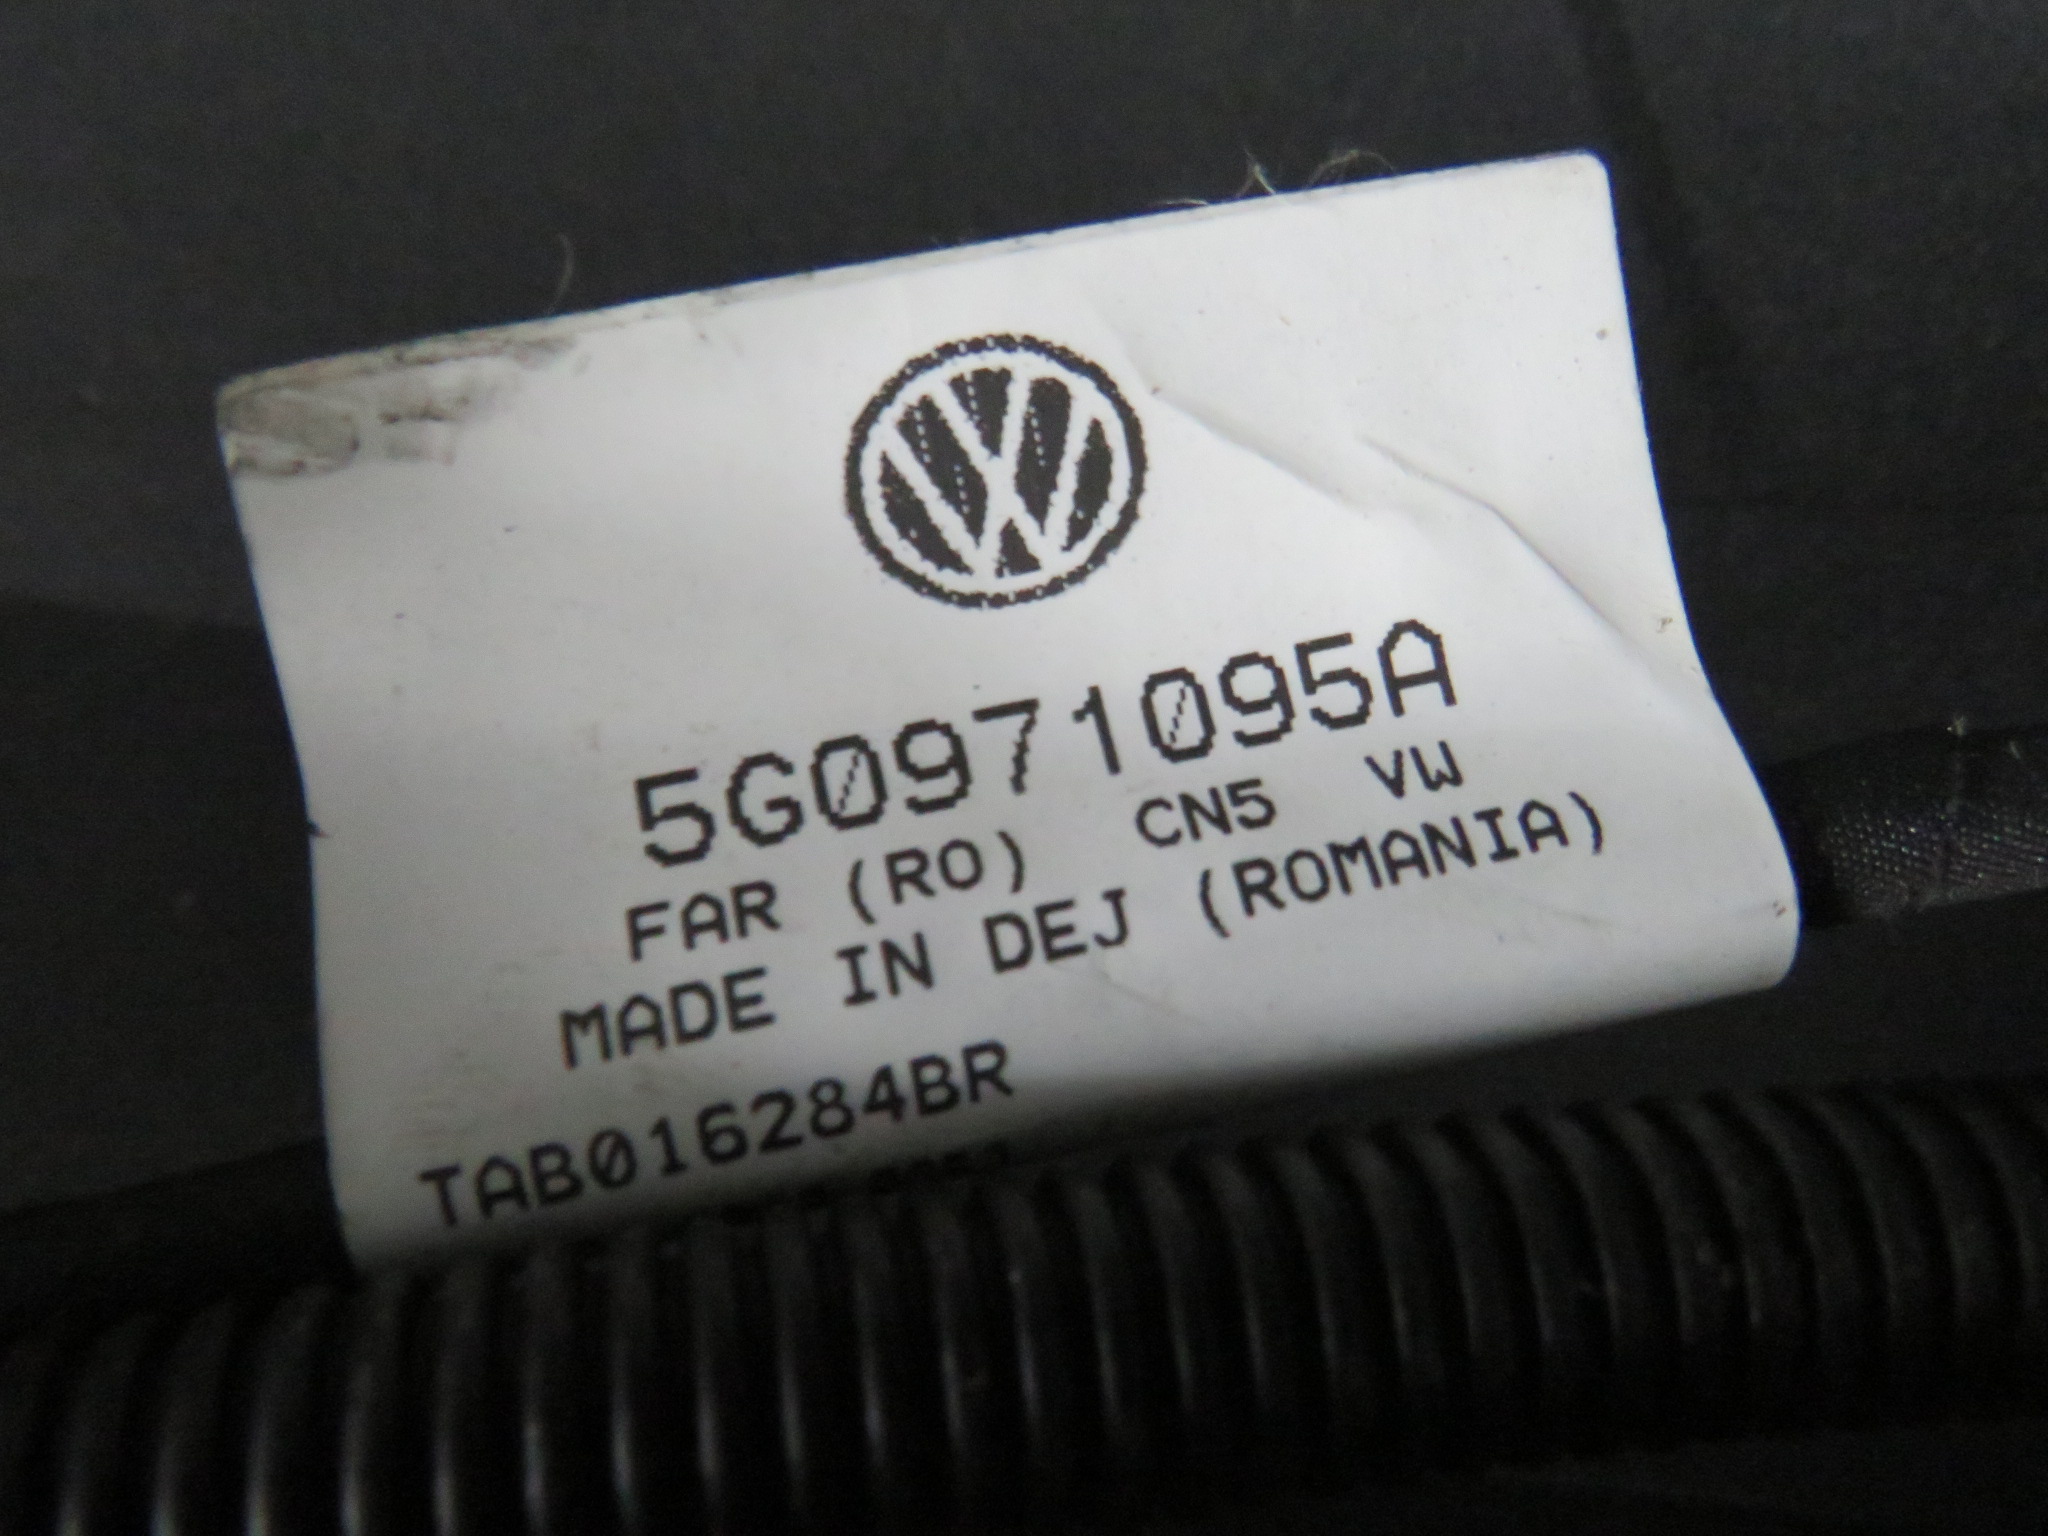 5G0971095A
FAR (RO) CN5 VW
MADE IN DEJ (ROMANIA)
TAB016284BR